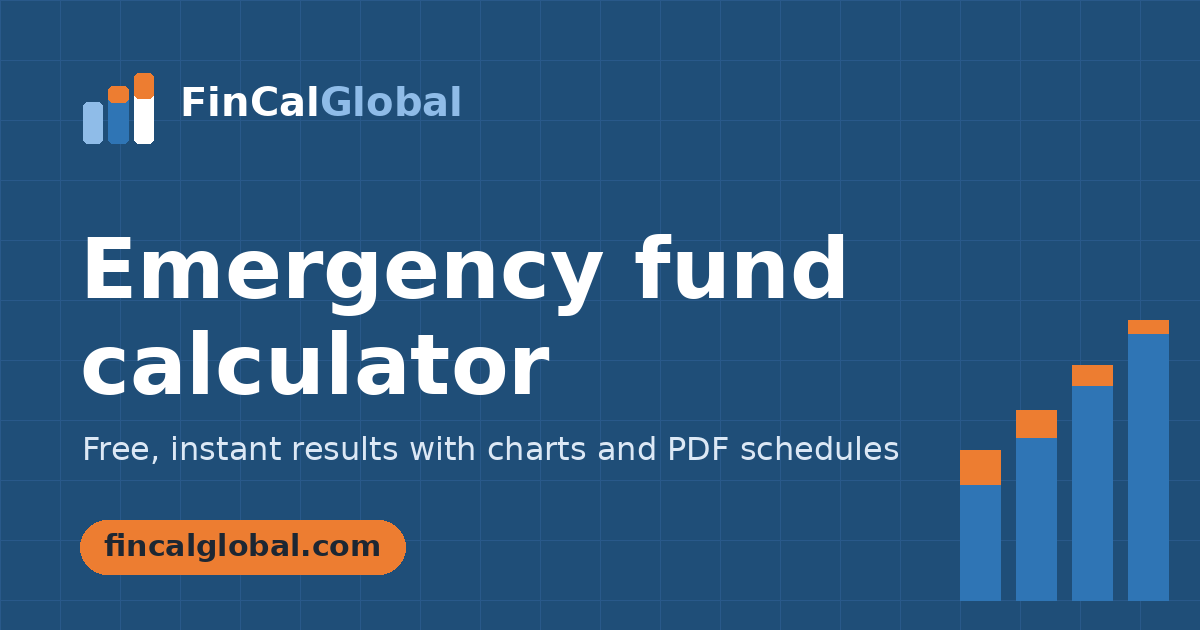 FinCalGlobal
Emergency fund
calculator
Free, instant results with charts and PDF schedules
fincalglobal.com